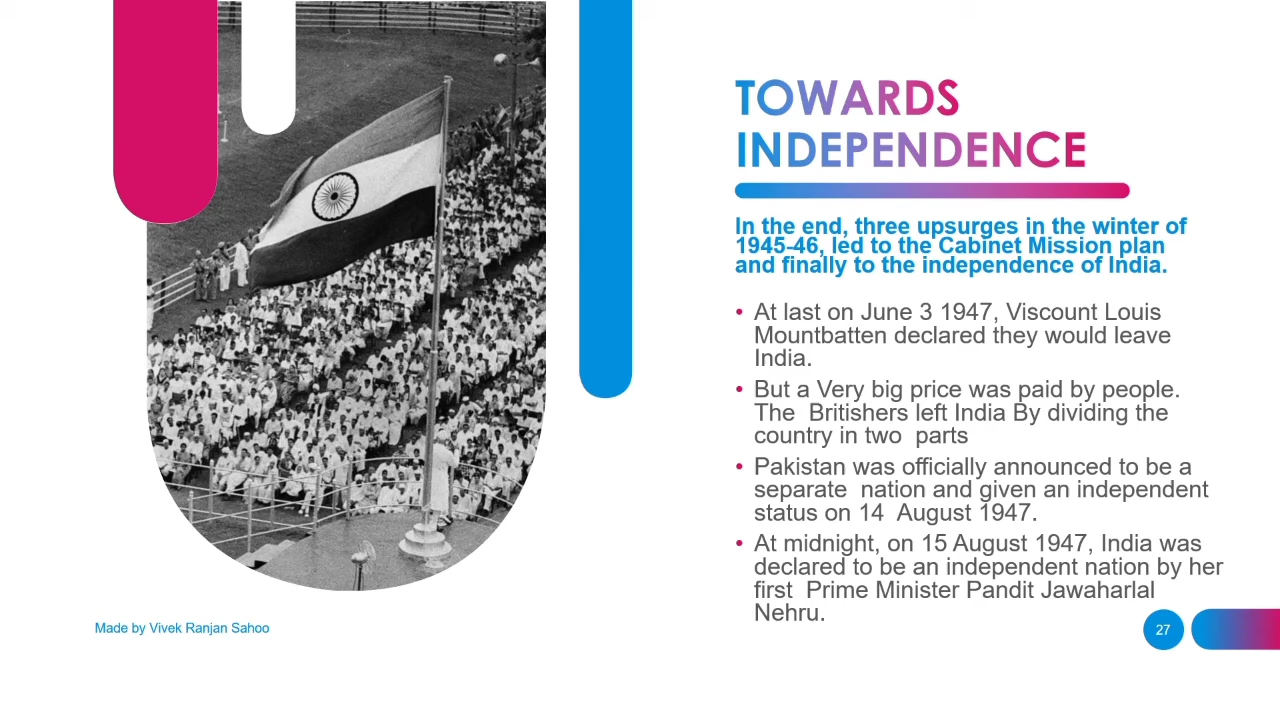 TOWARDS
INDEPENDENCE
In the end, three upsurges in the winter of
1945-46, led to the Cabinet Mission plan
and finally to the independence of India.
• At last on June 3 1947, Viscount Louis
Mountbatten declared they would leave
India.
• But a Very big price was paid by people.
The  Britishers left India By dividing the
country in two  parts
• Pakistan was officially announced to be a
separate  nation and given an independent
status on 14  August 1947.
• At midnight, on 15 August 1947, India was
declared to be an independent nation by her
first  Prime Minister Pandit Jawaharlal
Nehru.
Made by Vivek Ranjan Sahoo
27